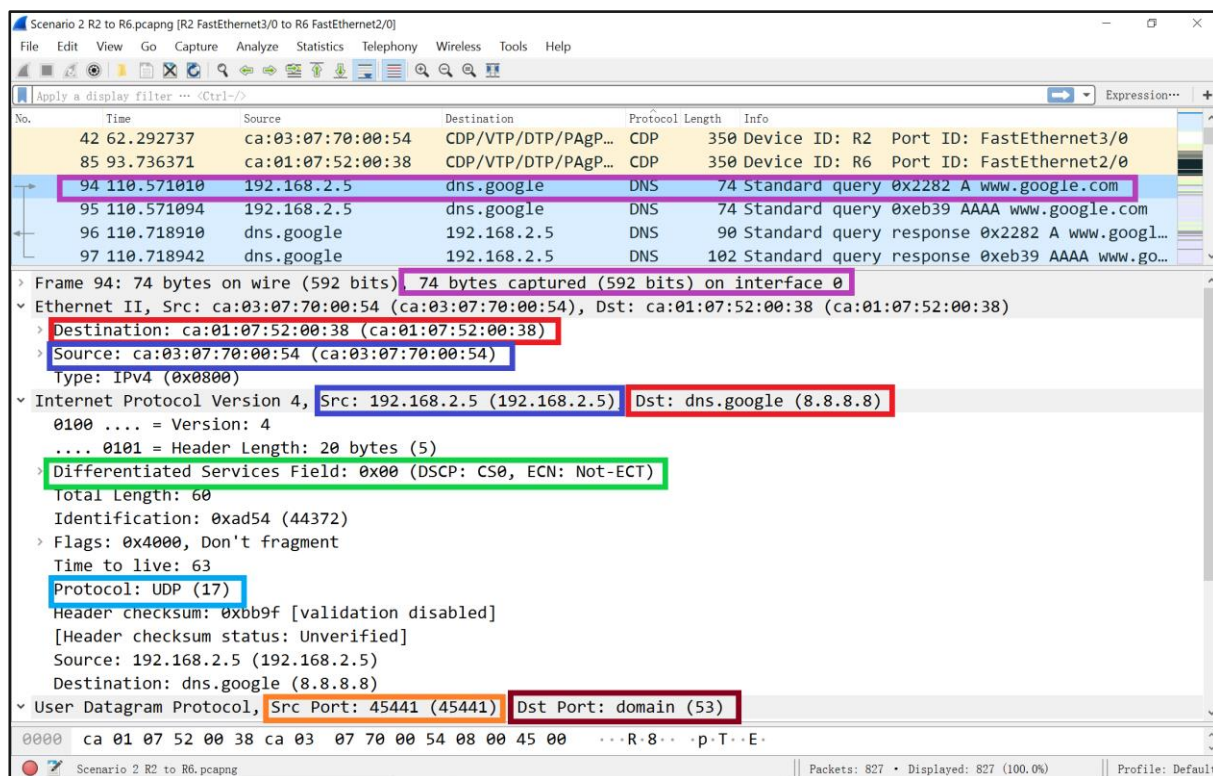 Scenario 2 R2 to R6.pcapng [R2 FastEthernet3/0 to R6 FastEthernet2/0]
File Edit View Go Capture Analyze Statistics Telephony Wireless Tools Help
Apply a display filter ··· <Ctrl-/> Expression··· +
No. Time Source Destination Protocol Length Info
42 62.292737 ca:03:07:70:00:54 CDP/VTP/DTP/PAgP… CDP 350 Device ID: R2 Port ID: FastEthernet3/0
85 93.736371 ca:01:07:52:00:38 CDP/VTP/DTP/PAgP… CDP 350 Device ID: R6 Port ID: FastEthernet2/0
94 110.571010 192.168.2.5 dns.google DNS 74 Standard query 0x2282 A www.google.com
95 110.571094 192.168.2.5 dns.google DNS 74 Standard query 0xeb39 AAAA www.google.com
96 110.718910 dns.google 192.168.2.5 DNS 90 Standard query response 0x2282 A www.googl…
97 110.718942 dns.google 192.168.2.5 DNS 102 Standard query response 0xeb39 AAAA www.go…
Frame 94: 74 bytes on wire (592 bits), 74 bytes captured (592 bits) on interface 0
Ethernet II, Src: ca:03:07:70:00:54 (ca:03:07:70:00:54), Dst: ca:01:07:52:00:38 (ca:01:07:52:00:38)
Destination: ca:01:07:52:00:38 (ca:01:07:52:00:38)
Source: ca:03:07:70:00:54 (ca:03:07:70:00:54)
Type: IPv4 (0x0800)
Internet Protocol Version 4, Src: 192.168.2.5 (192.168.2.5), Dst: dns.google (8.8.8.8)
0100 .... = Version: 4
.... 0101 = Header Length: 20 bytes (5)
Differentiated Services Field: 0x00 (DSCP: CS0, ECN: Not-ECT)
Total Length: 60
Identification: 0xad54 (44372)
Flags: 0x4000, Don't fragment
Time to live: 63
Protocol: UDP (17)
Header checksum: 0xbb9f [validation disabled]
[Header checksum status: Unverified]
Source: 192.168.2.5 (192.168.2.5)
Destination: dns.google (8.8.8.8)
User Datagram Protocol, Src Port: 45441 (45441), Dst Port: domain (53)
0000 ca 01 07 52 00 38 ca 03 07 70 00 54 08 00 45 00 ···R·8·· ·p·T··E·
Scenario 2 R2 to R6.pcapng Packets: 827 • Displayed: 827 (100.0%) Profile: Default